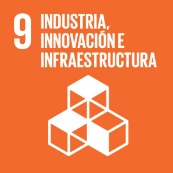 9 INDUSTRIA,
INNOVACIÓN E
INFRAESTRUCTURA